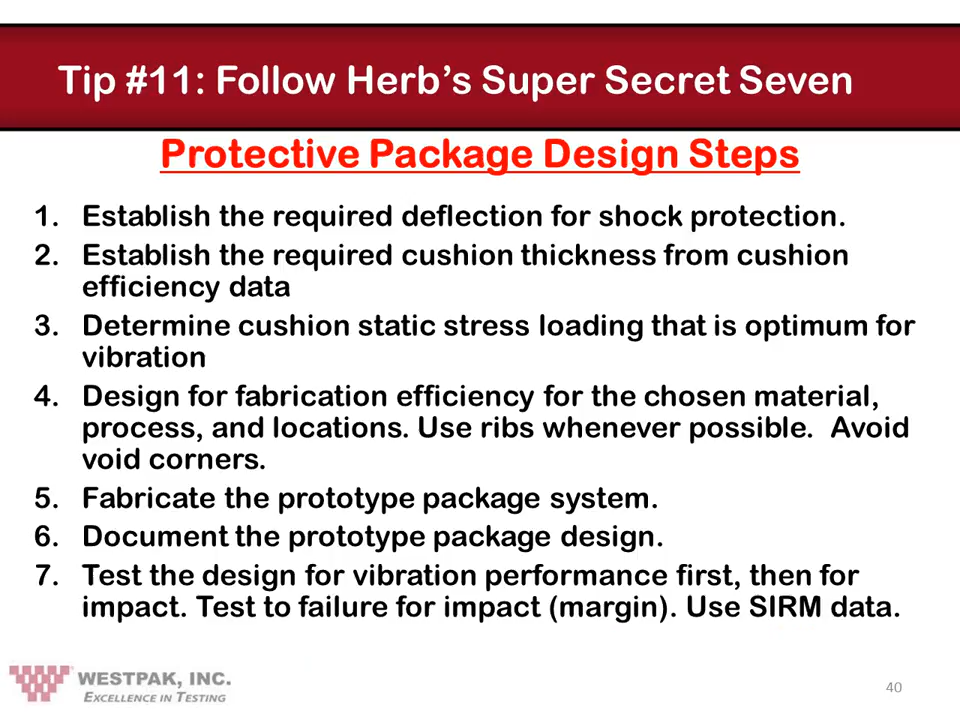 Tip #11: Follow Herb’s Super Secret Seven
Protective Package Design Steps
1. Establish the required deflection for shock protection.
2. Establish the required cushion thickness from cushion
efficiency data
3. Determine cushion static stress loading that is optimum for
vibration
4. Design for fabrication efficiency for the chosen material,
process, and locations. Use ribs whenever possible.  Avoid
void corners.
5. Fabricate the prototype package system.
6. Document the prototype package design.
7. Test the design for vibration performance first, then for
impact. Test to failure for impact (margin). Use SIRM data.
WESTPAK, INC.
EXCELLENCE IN TESTING
40